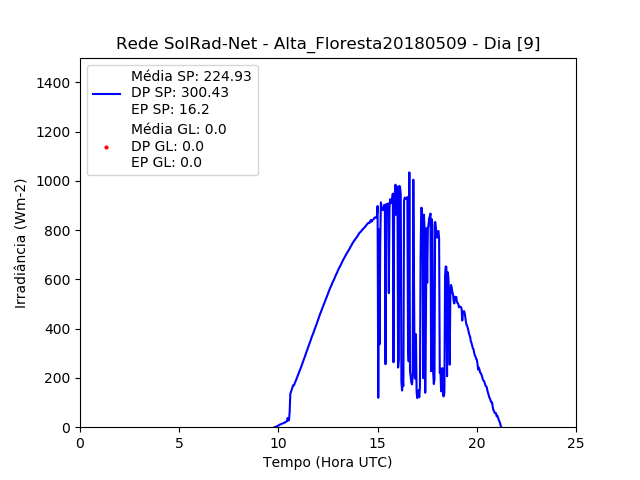 Rede SolRad-Net - Alta_Floresta20180509 - Dia [9]
Média SP: 224.93
DP SP: 300.43
EP SP: 16.2
Média GL: 0.0
DP GL: 0.0
EP GL: 0.0
1400
1200
1000
800
600
400
200
0
Irradiância (Wm-2)
0 5 10 15 20 25
Tempo (Hora UTC)